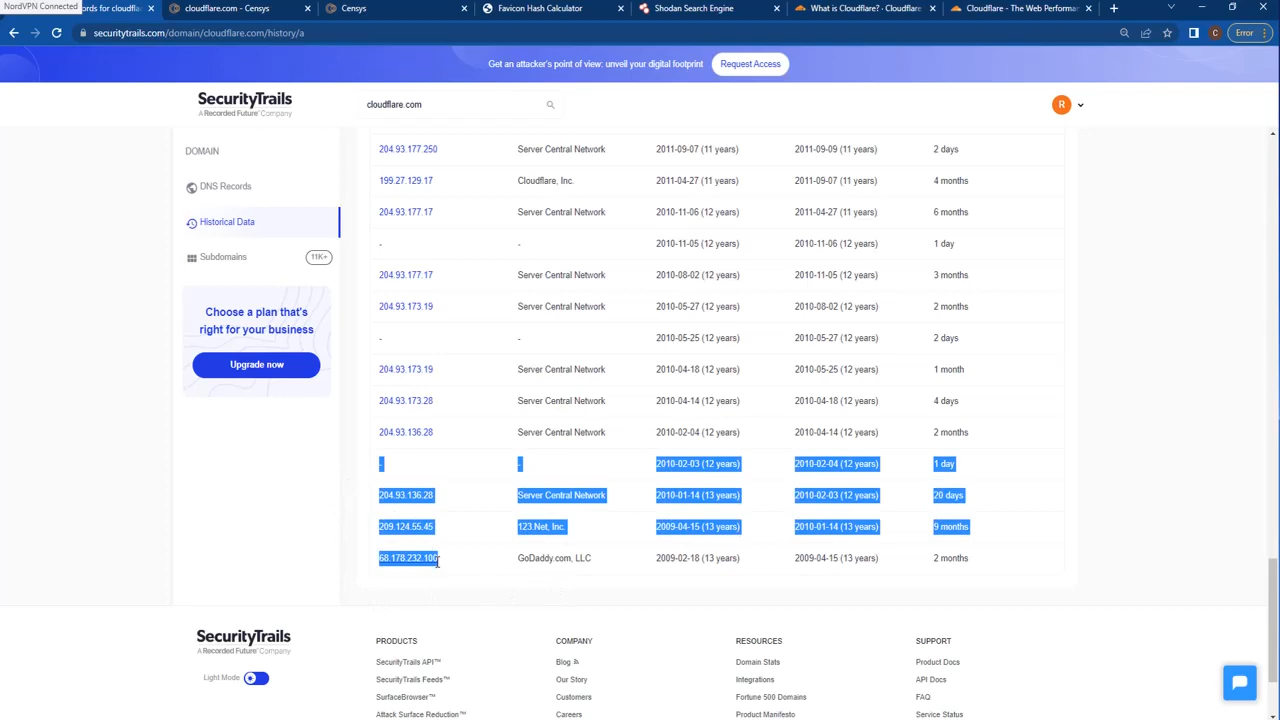 NordVPN Connected
rds for cloudfl
cloudflare.com - Censys
Censys
Favicon Hash Calculator
Shodan Search Engine
What is Cloudflare? - Cloudflare
Cloudflare - The Web Performan
securitytrails.com/domain/cloudflare.com/history/a
C
Error
Get an attacker's point of view: unveil your digital footprint
Request Access
SecurityTrails
A Recorded Future® Company
cloudflare.com
R
DOMAIN
DNS Records
Historical Data
Subdomains
11K+
Choose a plan that's
right for your business
Upgrade now
204.93.177.250 Server Central Network 2011-09-07 (11 years) 2011-09-09 (11 years) 2 days
199.27.129.17 Cloudflare, Inc. 2011-04-27 (11 years) 2011-09-07 (11 years) 4 months
204.93.177.17 Server Central Network 2010-11-06 (12 years) 2011-04-27 (11 years) 6 months
- - 2010-11-05 (12 years) 2010-11-06 (12 years) 1 day
204.93.177.17 Server Central Network 2010-08-02 (12 years) 2010-11-05 (12 years) 3 months
204.93.173.19 Server Central Network 2010-05-27 (12 years) 2010-08-02 (12 years) 2 months
- - 2010-05-25 (12 years) 2010-05-27 (12 years) 2 days
204.93.173.19 Server Central Network 2010-04-18 (12 years) 2010-05-25 (12 years) 1 month
204.93.173.28 Server Central Network 2010-04-14 (12 years) 2010-04-18 (12 years) 4 days
204.93.136.28 Server Central Network 2010-02-04 (12 years) 2010-04-14 (12 years) 2 months
- - 2010-02-03 (12 years) 2010-02-04 (12 years) 1 day
204.93.136.28 Server Central Network 2010-01-14 (13 years) 2010-02-03 (12 years) 20 days
209.124.55.45 123.Net, Inc. 2009-04-15 (13 years) 2010-01-14 (13 years) 9 months
68.178.232.100 GoDaddy.com, LLC 2009-02-18 (13 years) 2009-04-15 (13 years) 2 months
SecurityTrails
A Recorded Future® Company
Light Mode
PRODUCTS
SecurityTrails API™
SecurityTrails Feeds™
SurfaceBrowser™
Attack Surface Reduction™
COMPANY
Blog
Our Story
Customers
Careers
RESOURCES
Domain Stats
Integrations
Fortune 500 Domains
Product Manifesto
SUPPORT
Product Docs
API Docs
FAQ
Service Status